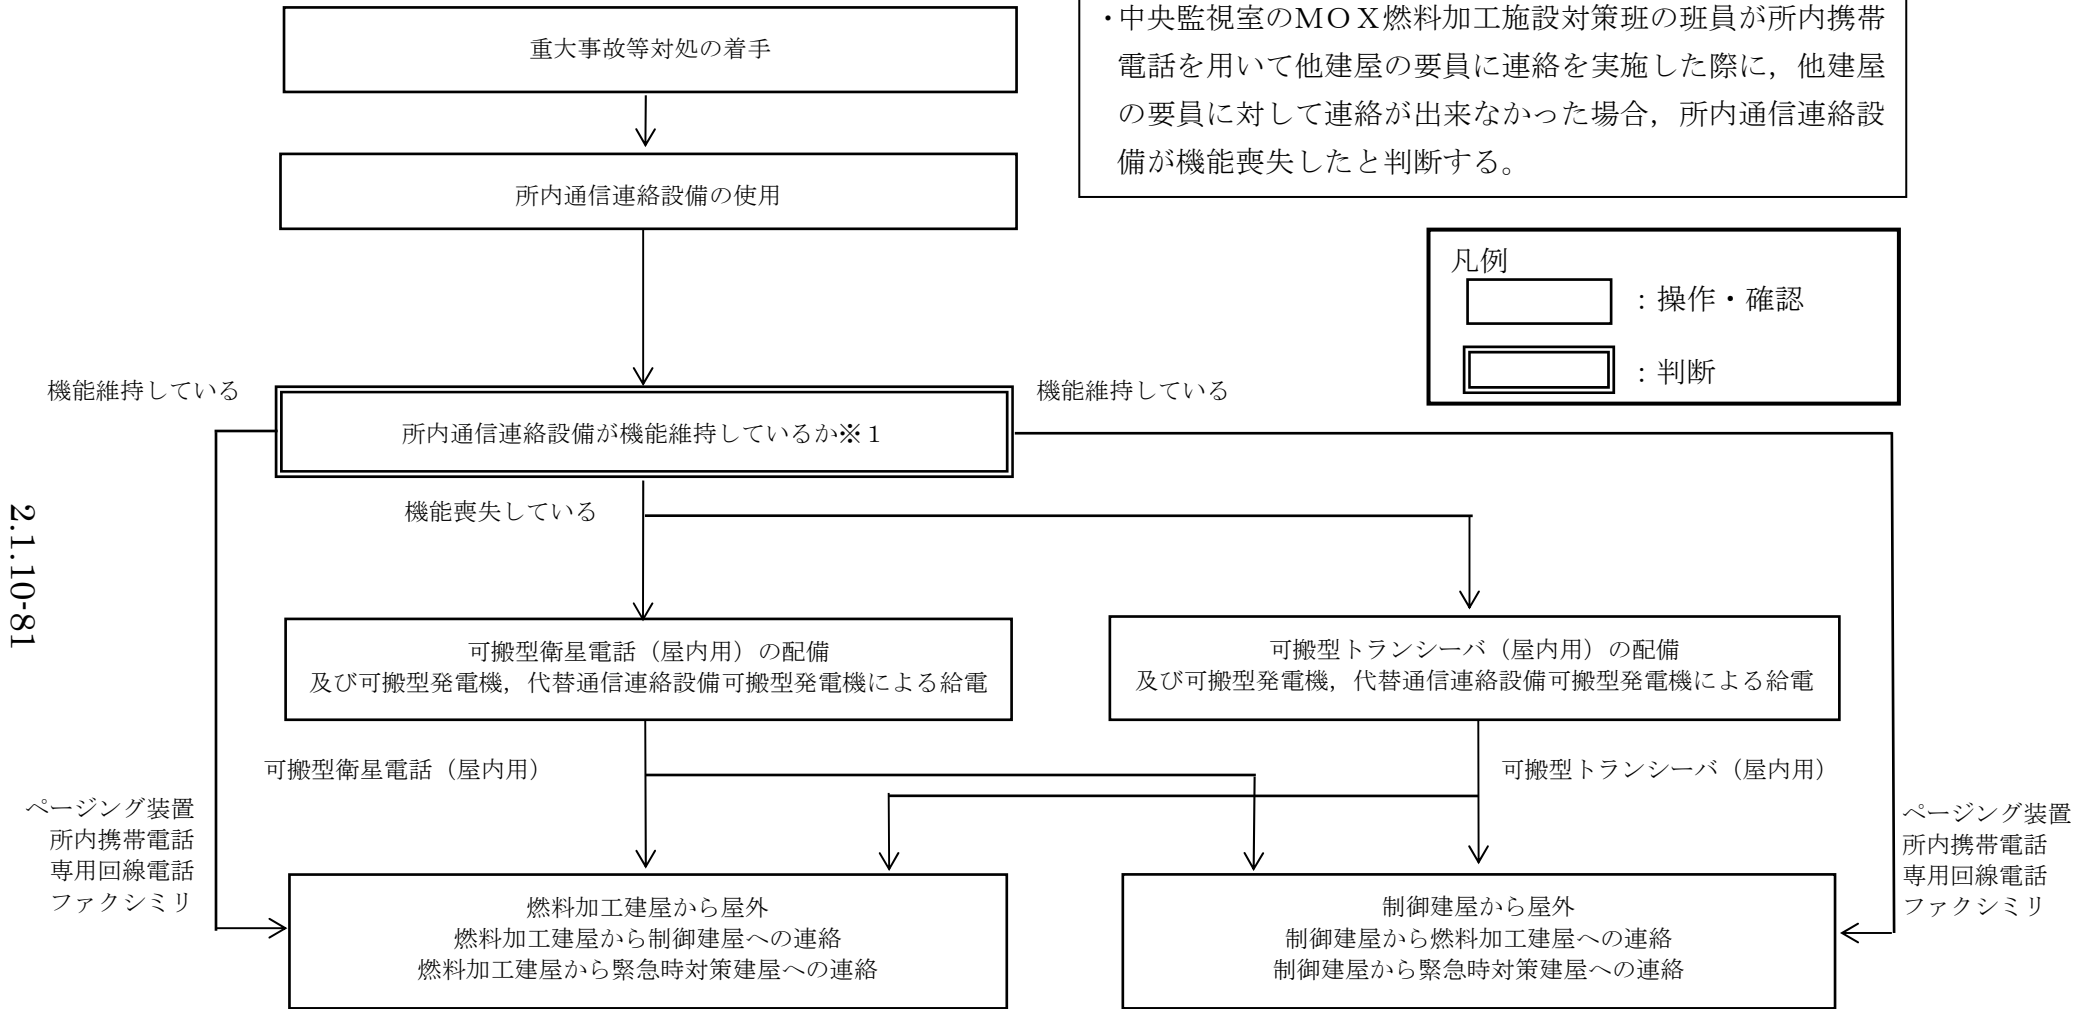 重大事故等対処の着手
・中央監視室のMOX燃料加工施設対策班の班員が所内携帯
電話を用いて他建屋の要員に連絡を実施した際に，他建屋
の要員に対して連絡が出来なかった場合，所内通信連絡設
備が機能喪失したと判断する。
所内通信連絡設備の使用
凡例
：操作・確認
：判断
機能維持している
所内通信連絡設備が機能維持しているか※１
機能維持している
機能喪失している
2.1.10-81
可搬型衛星電話（屋内用）の配備
及び可搬型発電機，代替通信連絡設備可搬型発電機による給電
可搬型トランシーバ（屋内用）の配備
及び可搬型発電機，代替通信連絡設備可搬型発電機による給電
可搬型衛星電話（屋内用）
可搬型トランシーバ（屋内用）
ページング装置
所内携帯電話
専用回線電話
ファクシミリ
ページング装置
所内携帯電話
専用回線電話
ファクシミリ
燃料加工建屋から屋外
燃料加工建屋から制御建屋への連絡
燃料加工建屋から緊急時対策建屋への連絡
制御建屋から屋外
制御建屋から燃料加工建屋への連絡
制御建屋から緊急時対策建屋への連絡